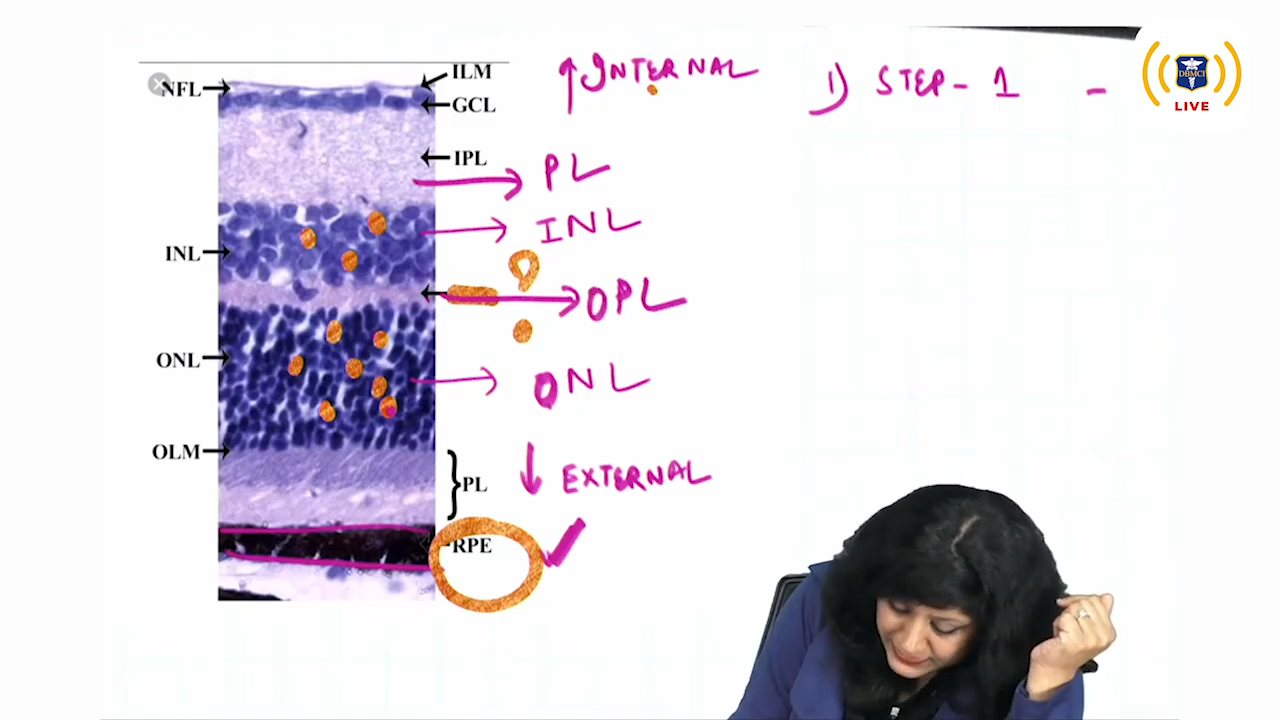 NFL
ILM
GCL
IPL
INL
ONL
OLM
PL
RPE
↑ INTERNAL
PL
INL
OPL
ONL
↓ EXTERNAL
1) STEP - 1 -
DBMCI
LIVE